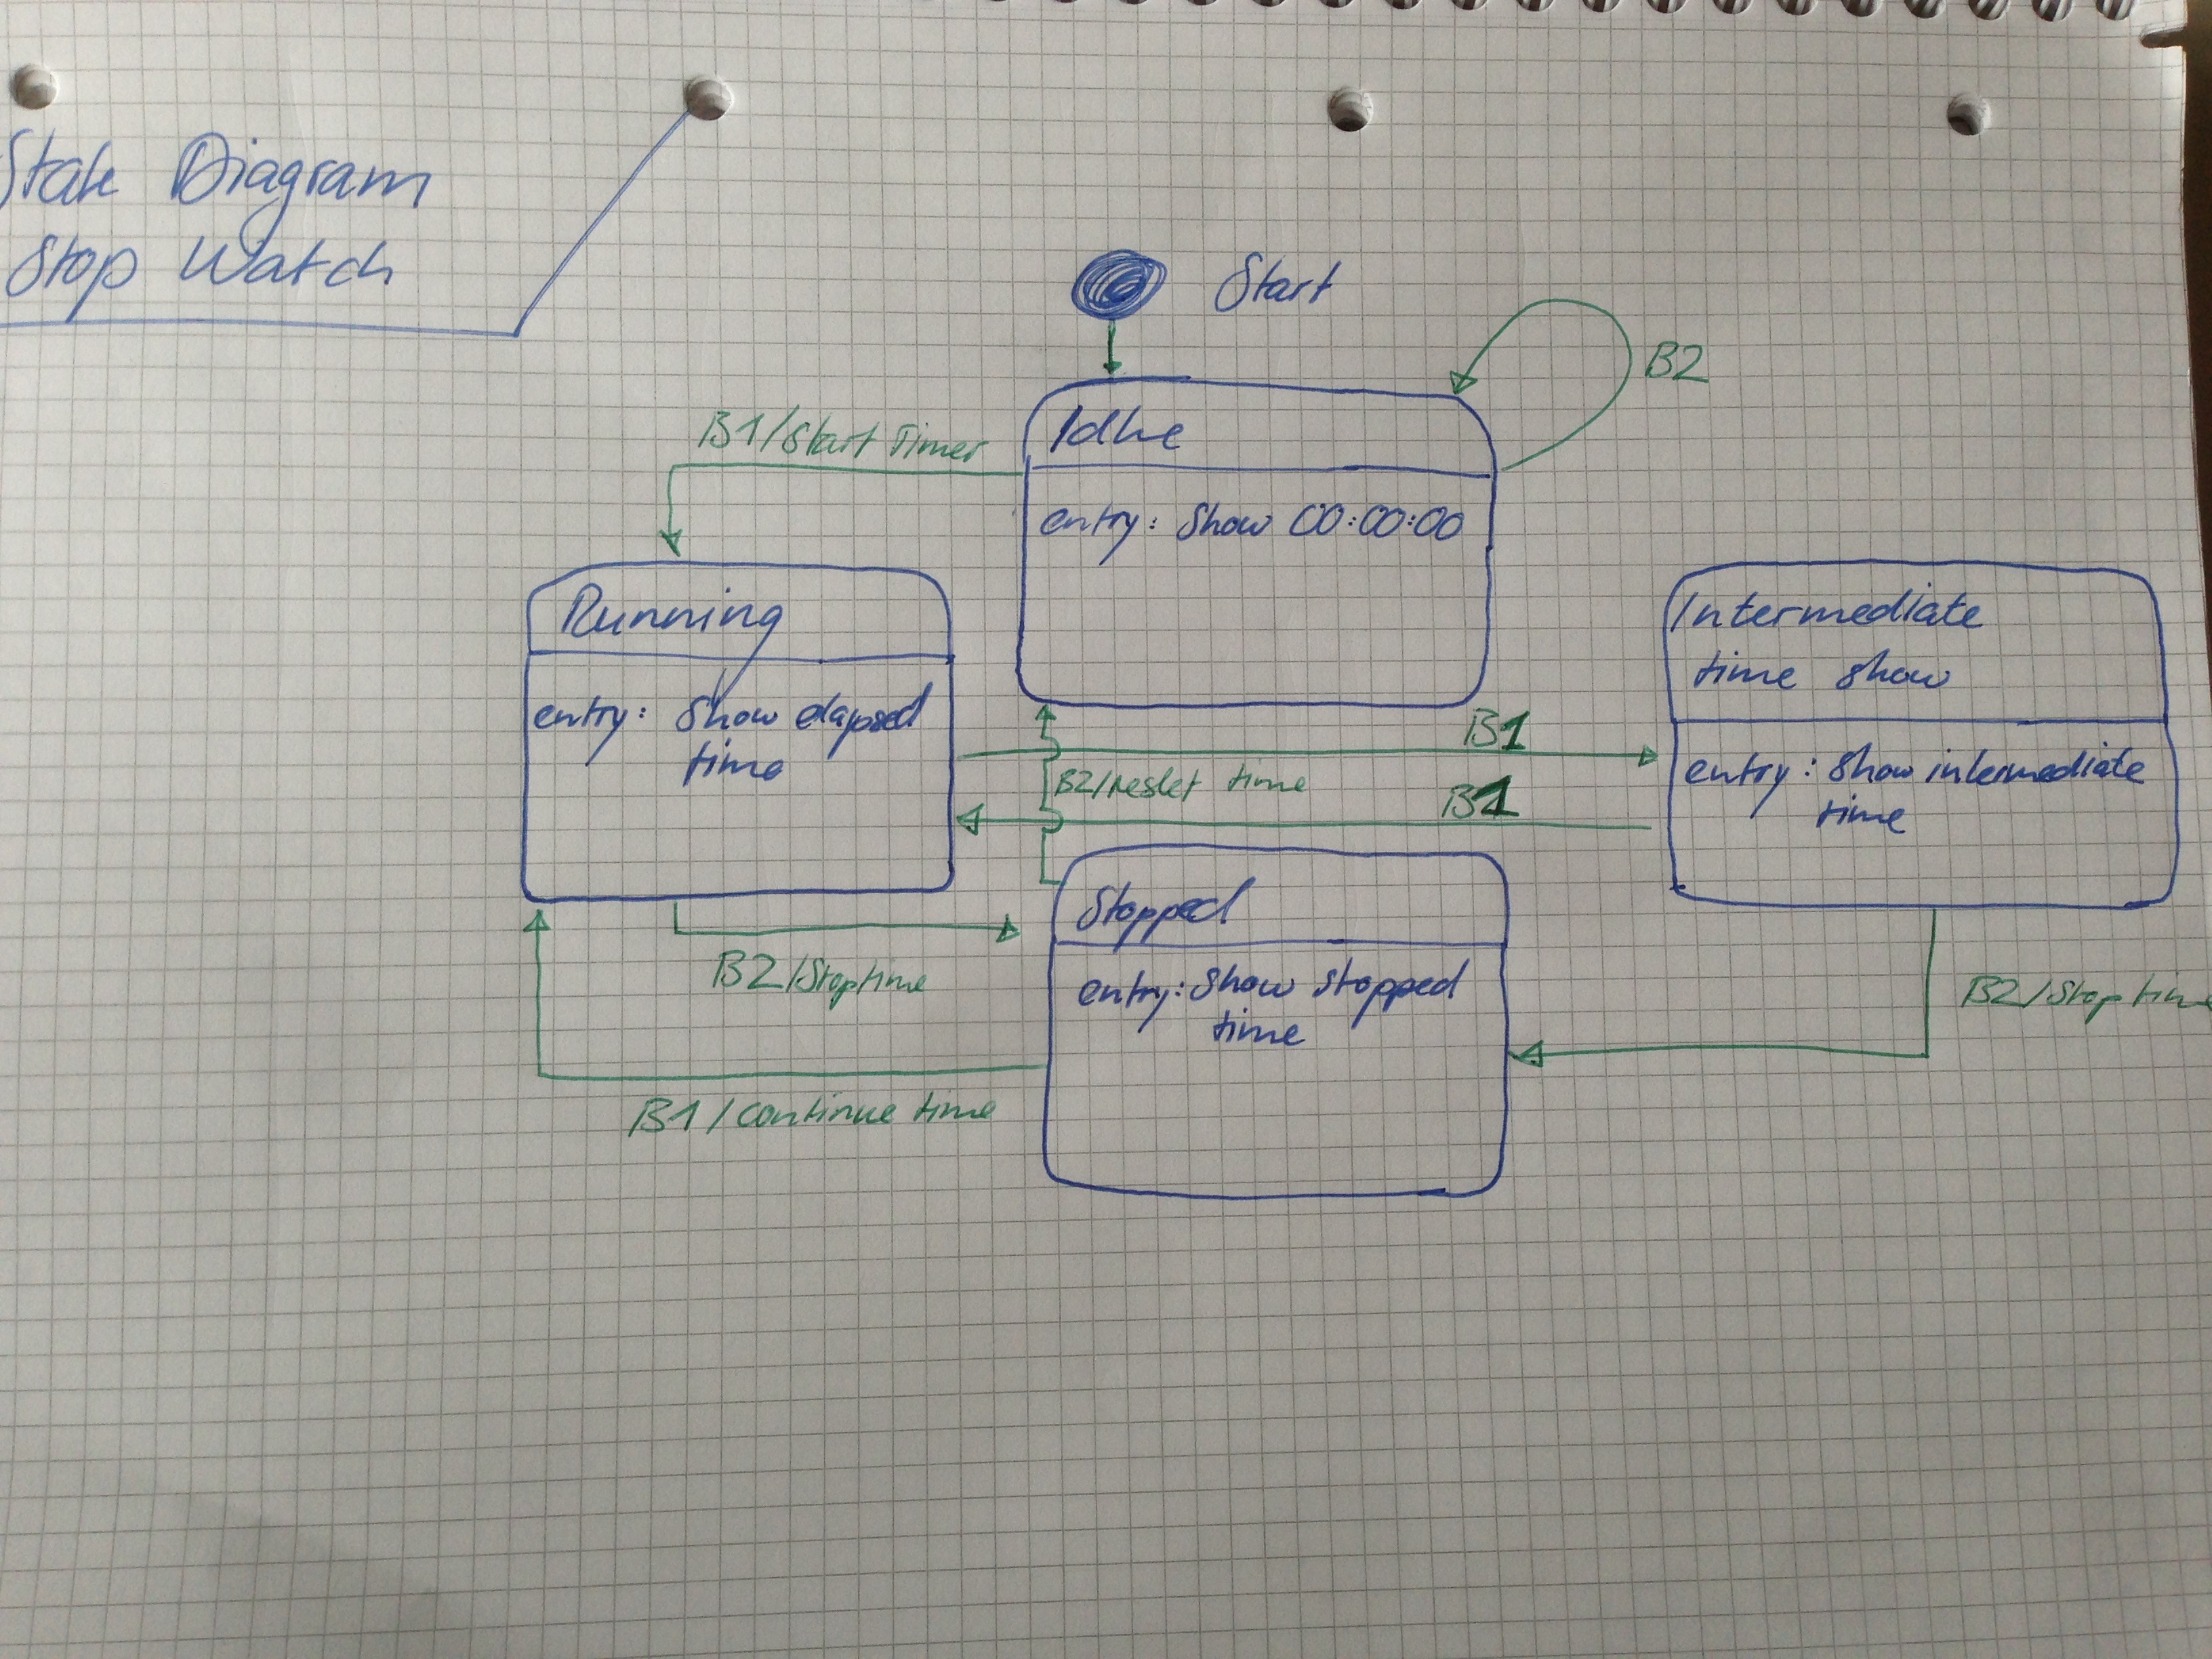 State Diagram
Stop Watch
Start
Idle
entry: Show 00:00:00
B2
B1/Start Timer
Running
entry: Show elapsed
time
B1
B1
B2/reset time
Intermediate
time show
entry: Show intermediate
time
B2/Stop time
Stopped
entry: Show stopped
time
B1/Continue time
B2/Stop tim